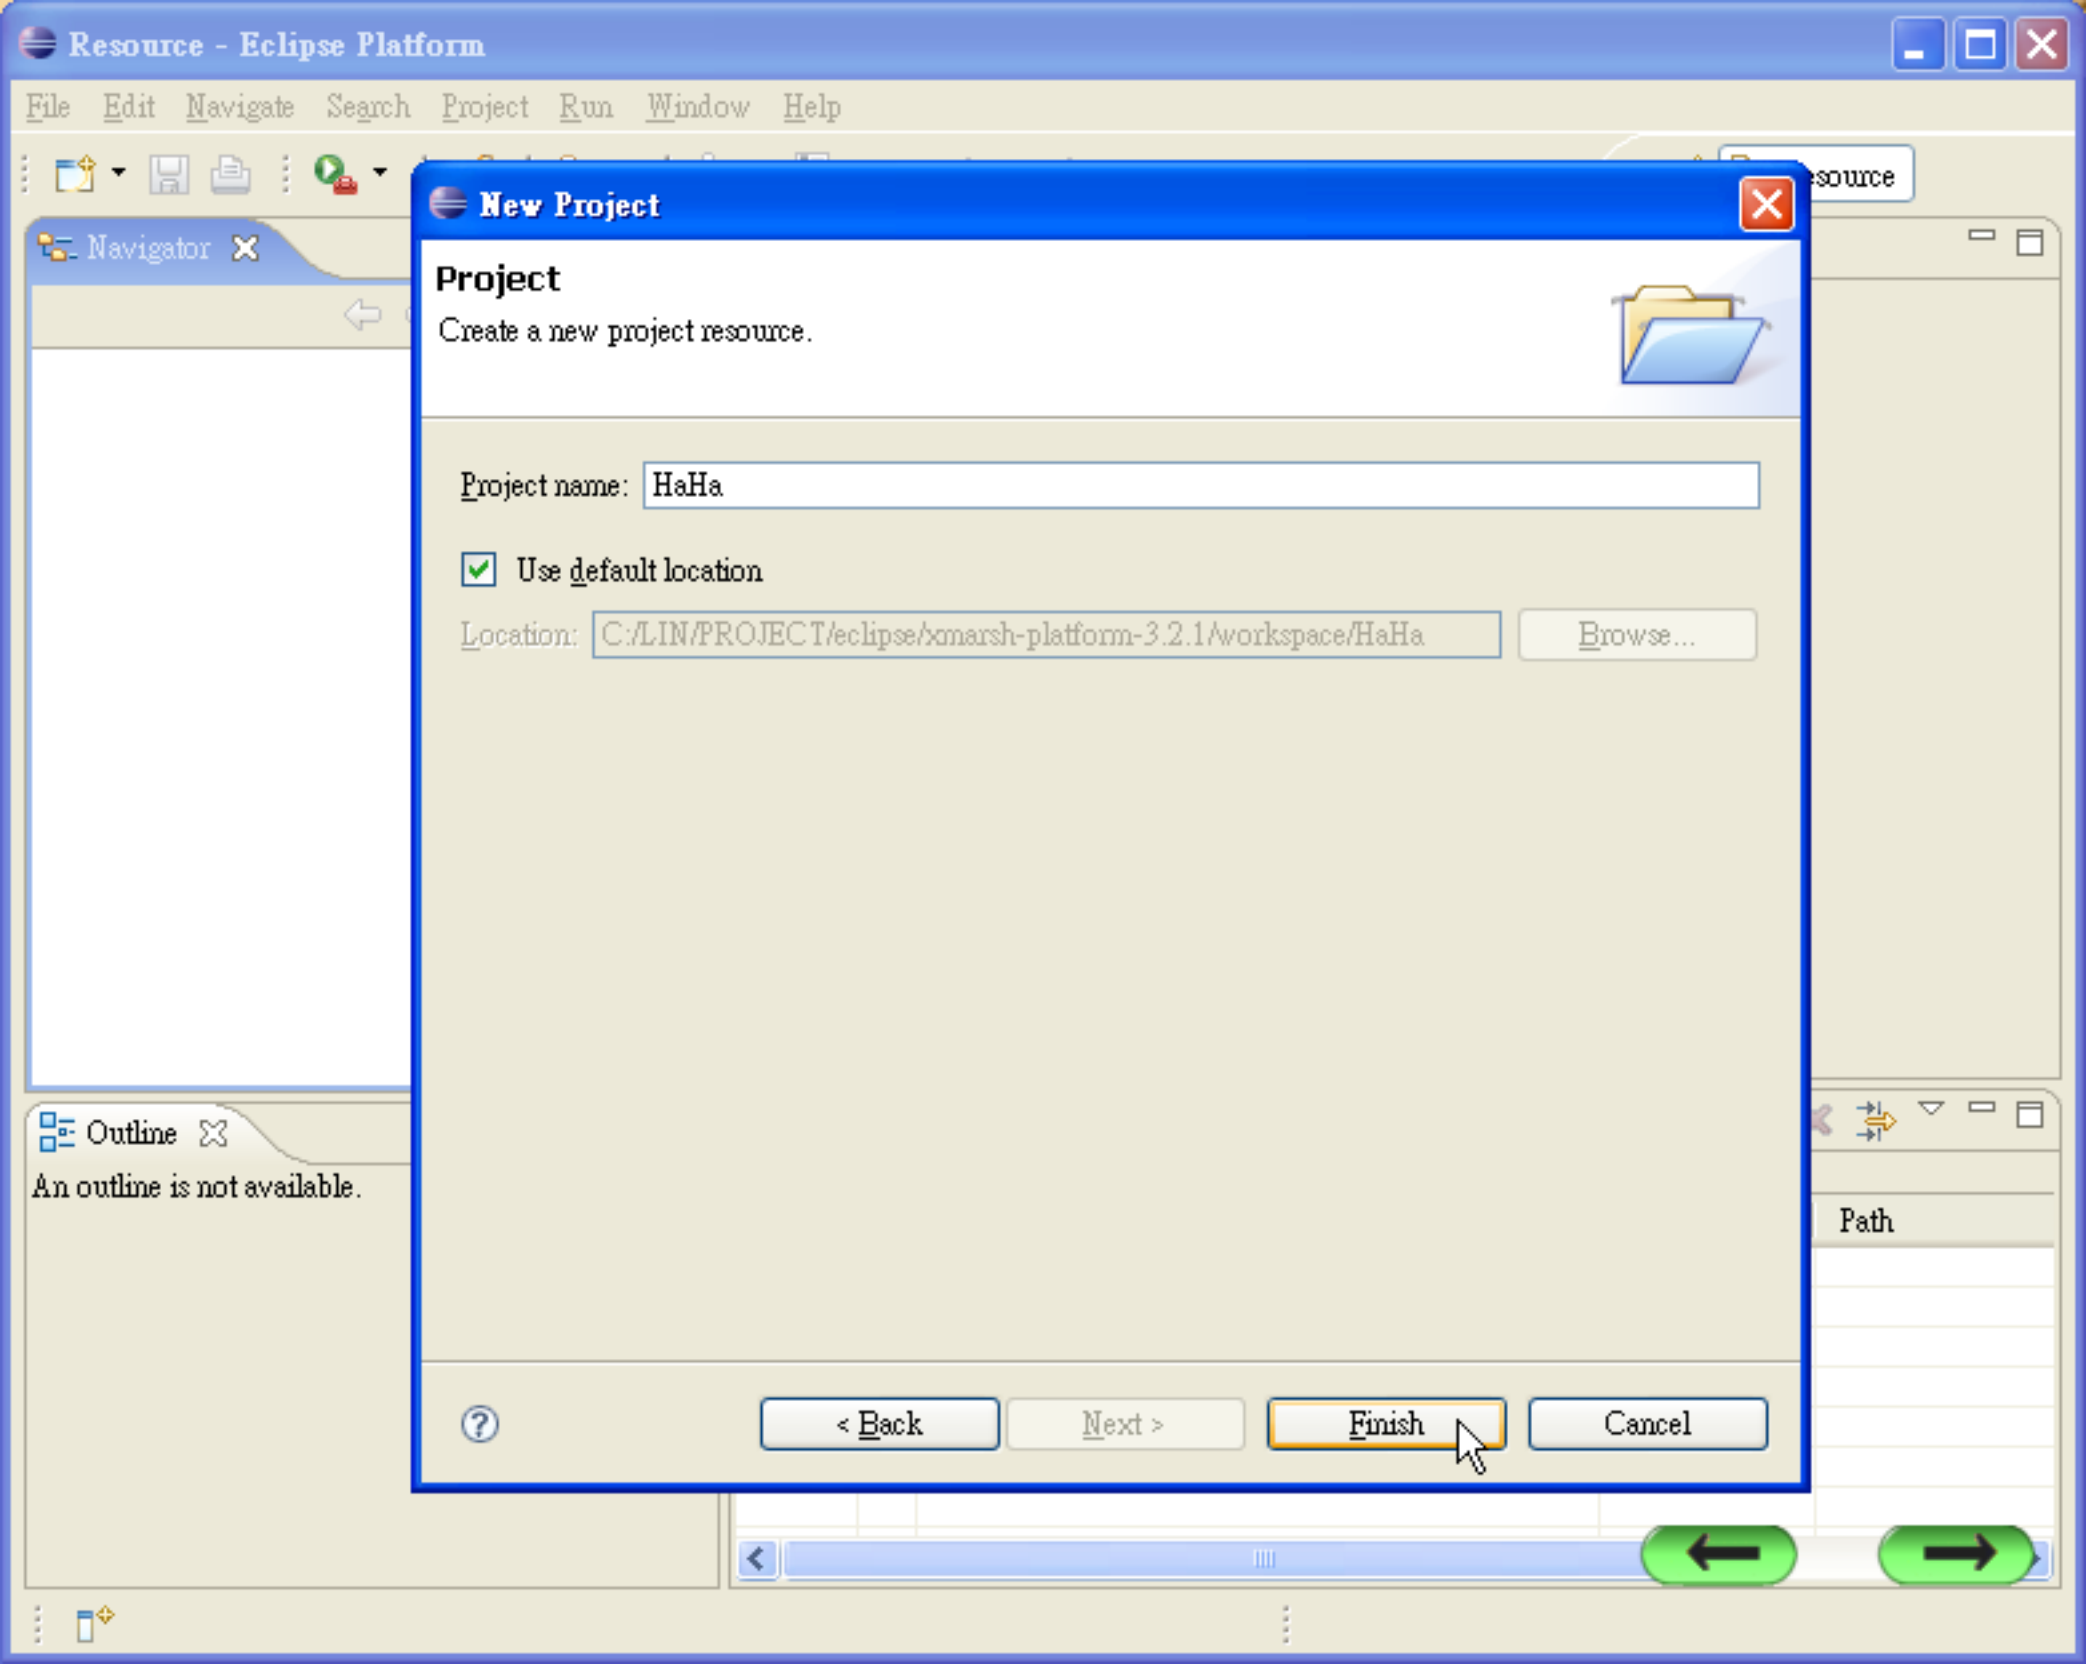 Resource - Eclipse Platform
File Edit Navigate Search Project Run Window Help
esource
New Project
Navigator
Project
Create a new project resource.
Project name: HaHa
Use default location
Location: C:/LIN/PROJECT/eclipse/xmarsh-platform-3.2.1/workspace/HaHa Browse...
Outline
An outline is not available.
Path
? < Back Next > Finish Cancel